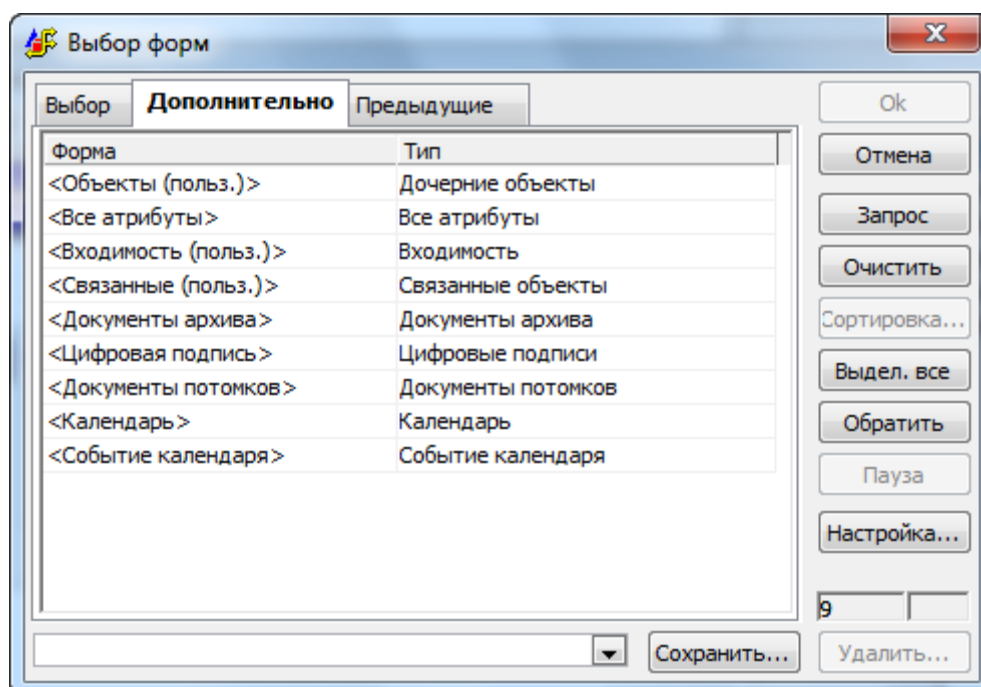 Выбор форм
Выбор Дополнительно Предыдущие
Форма Тип
<Объекты (польз.)> Дочерние объекты
<Все атрибуты> Все атрибуты
<Входимость (польз.)> Входимость
<Связанные (польз.)> Связанные объекты
<Документы архива> Документы архива
<Цифровая подпись> Цифровые подписи
<Документы потомков> Документы потомков
<Календарь> Календарь
<Событие календаря> Событие календаря
Ok
Отмена
Запрос
Очистить
Сортировка...
Выдел. все
Обратить
Пауза
Настройка...
9
Сохранить... Удалить...